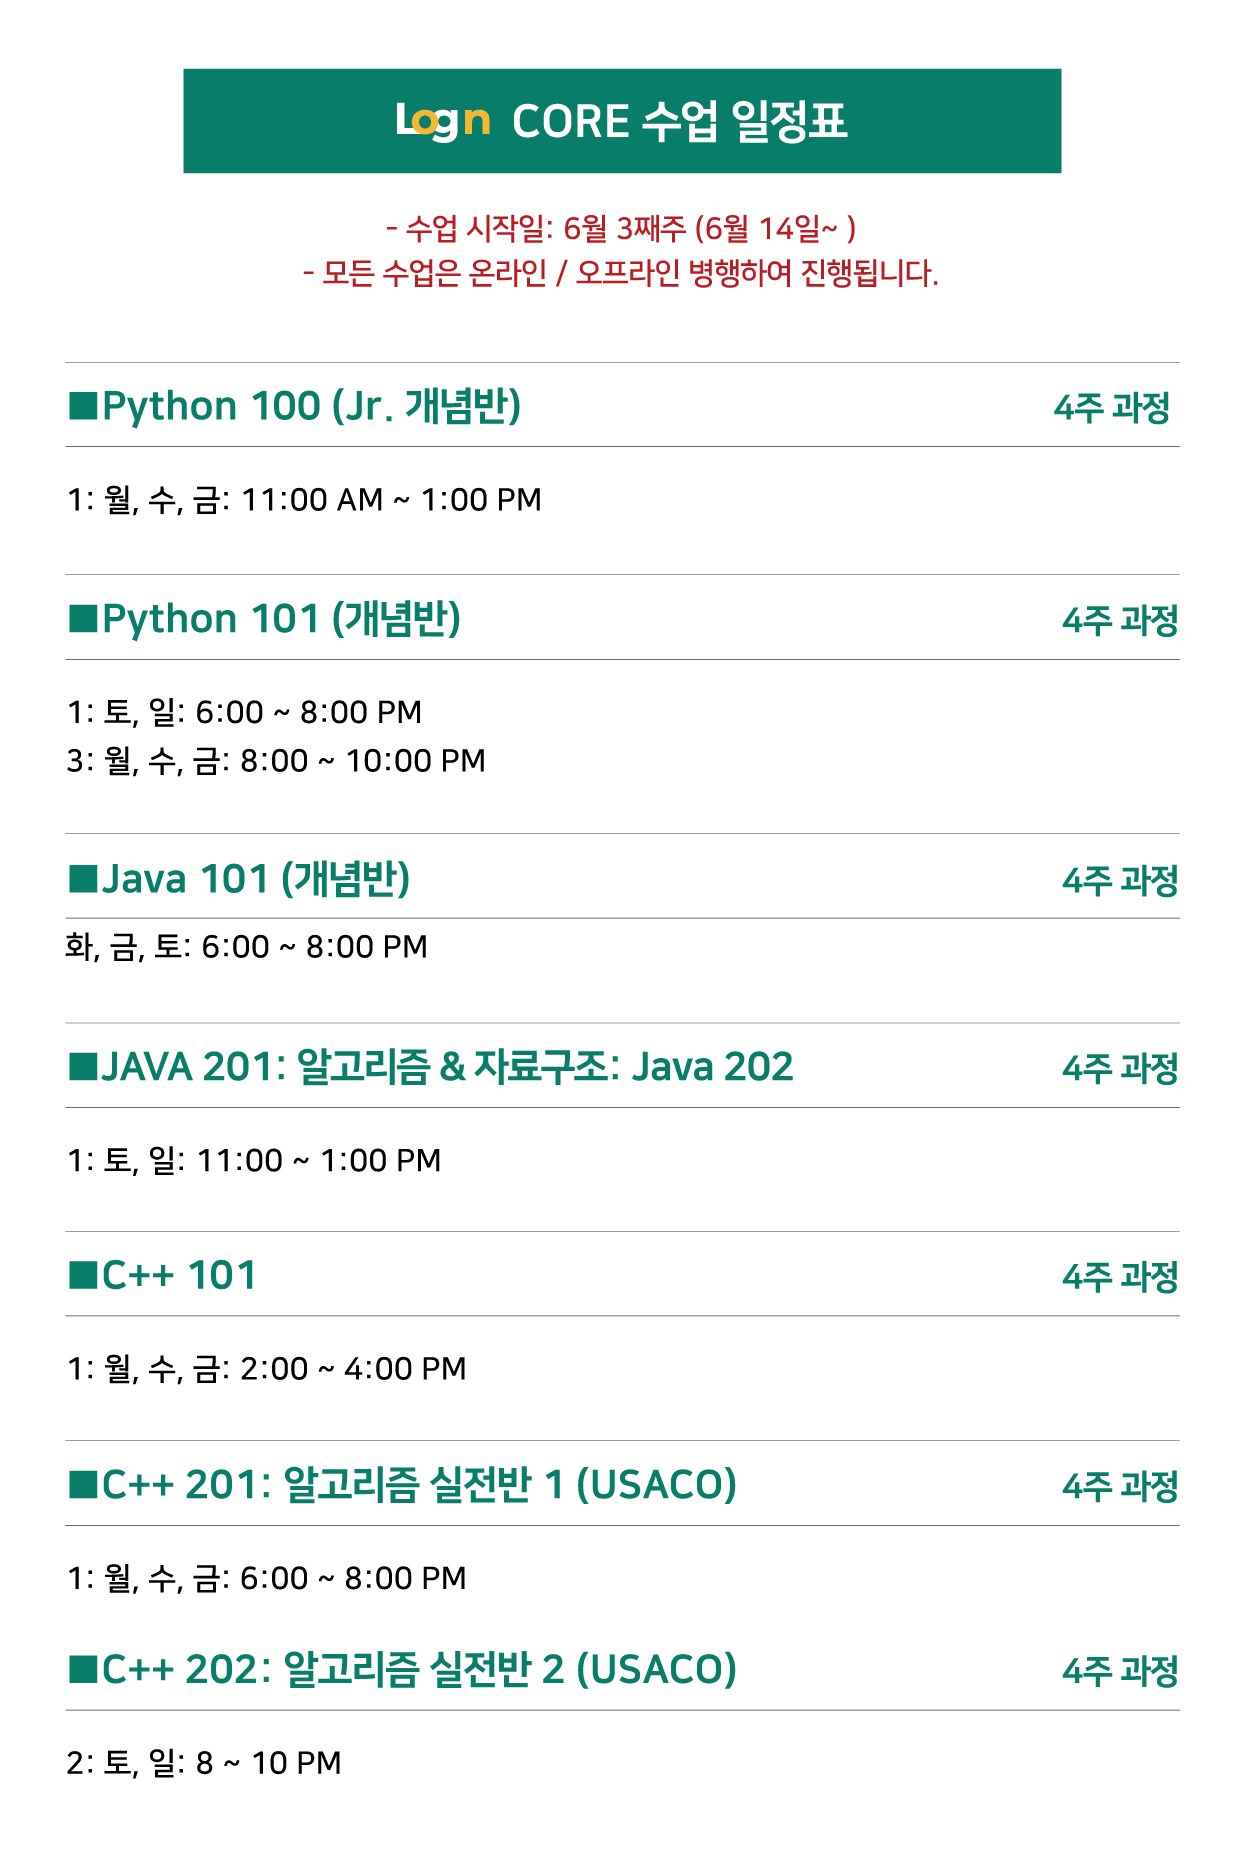 Logn CORE 수업 일정표
- 수업 시작일: 6월 3째주 (6월 14일~ )
- 모든 수업은 온라인 / 오프라인 병행하여 진행됩니다.
■Python 100 (Jr. 개념반) 4주 과정
1: 월, 수, 금: 11:00 AM ~ 1:00 PM
■Python 101 (개념반) 4주 과정
1: 토, 일: 6:00 ~ 8:00 PM
3: 월, 수, 금: 8:00 ~ 10:00 PM
■Java 101 (개념반) 4주 과정
화, 금, 토: 6:00 ~ 8:00 PM
■JAVA 201: 알고리즘 & 자료구조: Java 202 4주 과정
1: 토, 일: 11:00 ~ 1:00 PM
■C++ 101 4주 과정
1: 월, 수, 금: 2:00 ~ 4:00 PM
■C++ 201: 알고리즘 실전반 1 (USACO) 4주 과정
1: 월, 수, 금: 6:00 ~ 8:00 PM
■C++ 202: 알고리즘 실전반 2 (USACO) 4주 과정
2: 토, 일: 8 ~ 10 PM